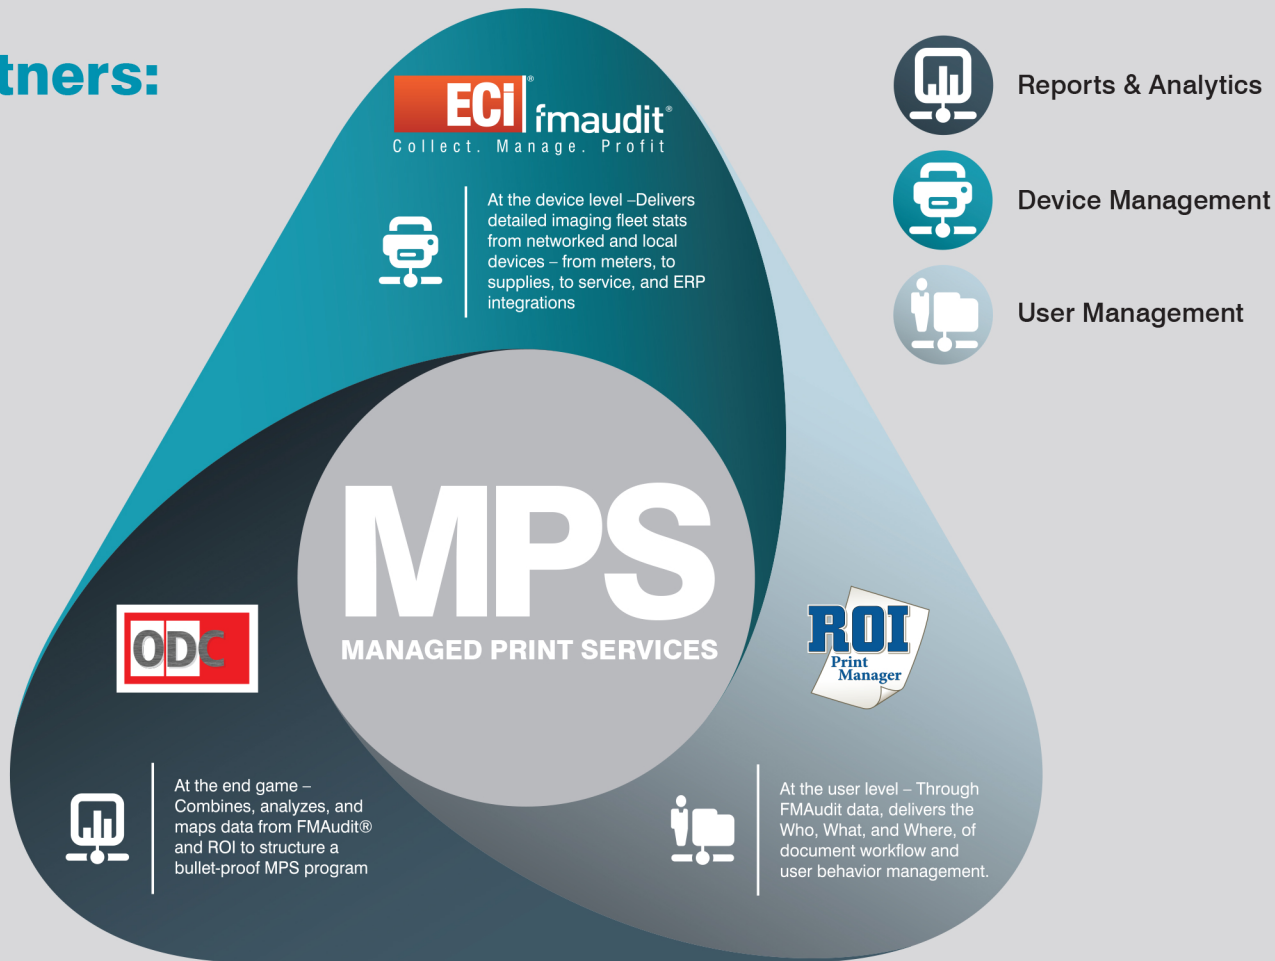 tners:
ECi® fmaudit®
Collect. Manage. Profit
At the device level –Delivers
detailed imaging fleet stats
from networked and local
devices – from meters, to
supplies, to service, and ERP
integrations
Reports & Analytics
Device Management
User Management
MPS
MANAGED PRINT SERVICES
ODC
At the end game –
Combines, analyzes, and
maps data from FMAudit®
and ROI to structure a
bullet-proof MPS program
ROI
Print
Manager
At the user level – Through
FMAudit data, delivers the
Who, What, and Where, of
document workflow and
user behavior management.